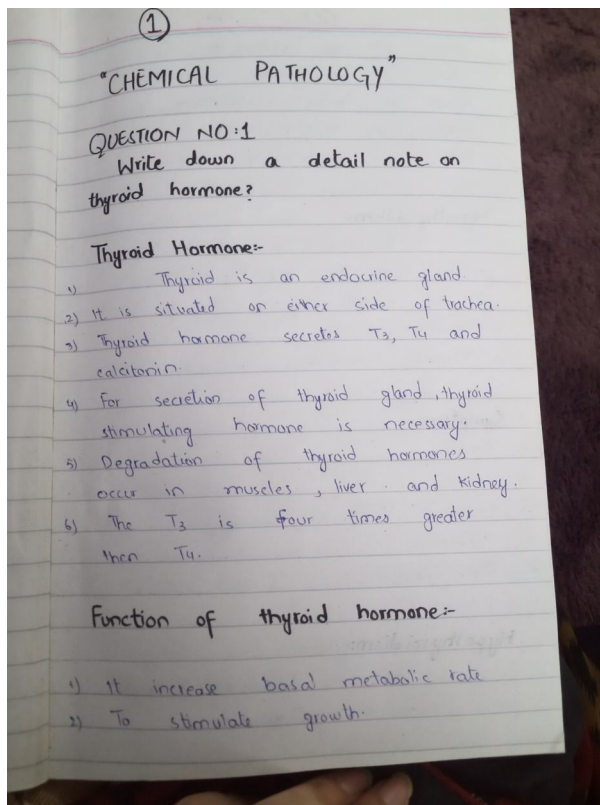 1
"CHEMICAL PATHOLOGY"
QUESTION NO:1
Write down a detail note on
thyroid hormone?
Thyroid Hormone:-
1) Thyroid is an endocrine gland.
2) It is situated on either side of trachea.
3) Thyroid hormone secretes T3, T4 and
calcitonin.
4) For secretion of thyroid gland, thyroid
stimulating hormone is necessary.
5) Degradation of thyroid hormones
occur in muscles, liver and kidney.
6) The T3 is four times greater
then T4.
Function of thyroid hormone:-
1) It increase basal metabolic rate
2) To stimulate growth.